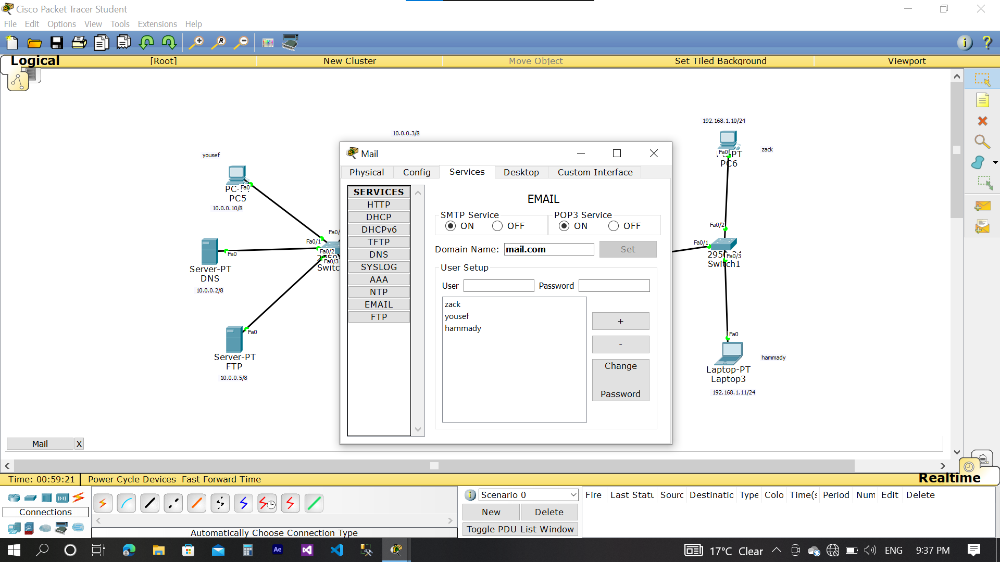 Cisco Packet Tracer Student
File Edit Options View Tools Extensions Help
Logical [Root] New Cluster Move Object Set Tiled Background Viewport
192.168.1.10/24
10.0.0.3/8
yousef
zack
Fa0
PC6
Fa0
PC5
10.0.0.10/8
Mail
Physical Config Services Desktop Custom Interface
SERVICES
HTTP
DHCP
DHCPv6
TFTP
DNS
SYSLOG
AAA
NTP
EMAIL
FTP
EMAIL
SMTP Service
ON OFF
POP3 Service
ON OFF
Domain Name: mail.com Set
User Setup
User Password
zack
yousef
hammady
+
-
Change
Password
Fa0/1
Fa0/2
Fa0/3
Fa0
Server-PT
DNS
10.0.0.2/8
Fa0
Server-PT
FTP
10.0.0.5/8
Fa0/2
Fa0/1
Fa0/3
Switch1
Fa0
hammady
Laptop-PT
Laptop3
192.168.1.11/24
Mail X
Time: 00:59:21 Power Cycle Devices Fast Forward Time Realtime
Connections
Automatically Choose Connection Type
Scenario 0
New Delete
Toggle PDU List Window
Fire Last Statu Sourc Destinatio Type Colo Time(s Period Num Edit Delete
Ae
17°C Clear ENG 9:37 PM